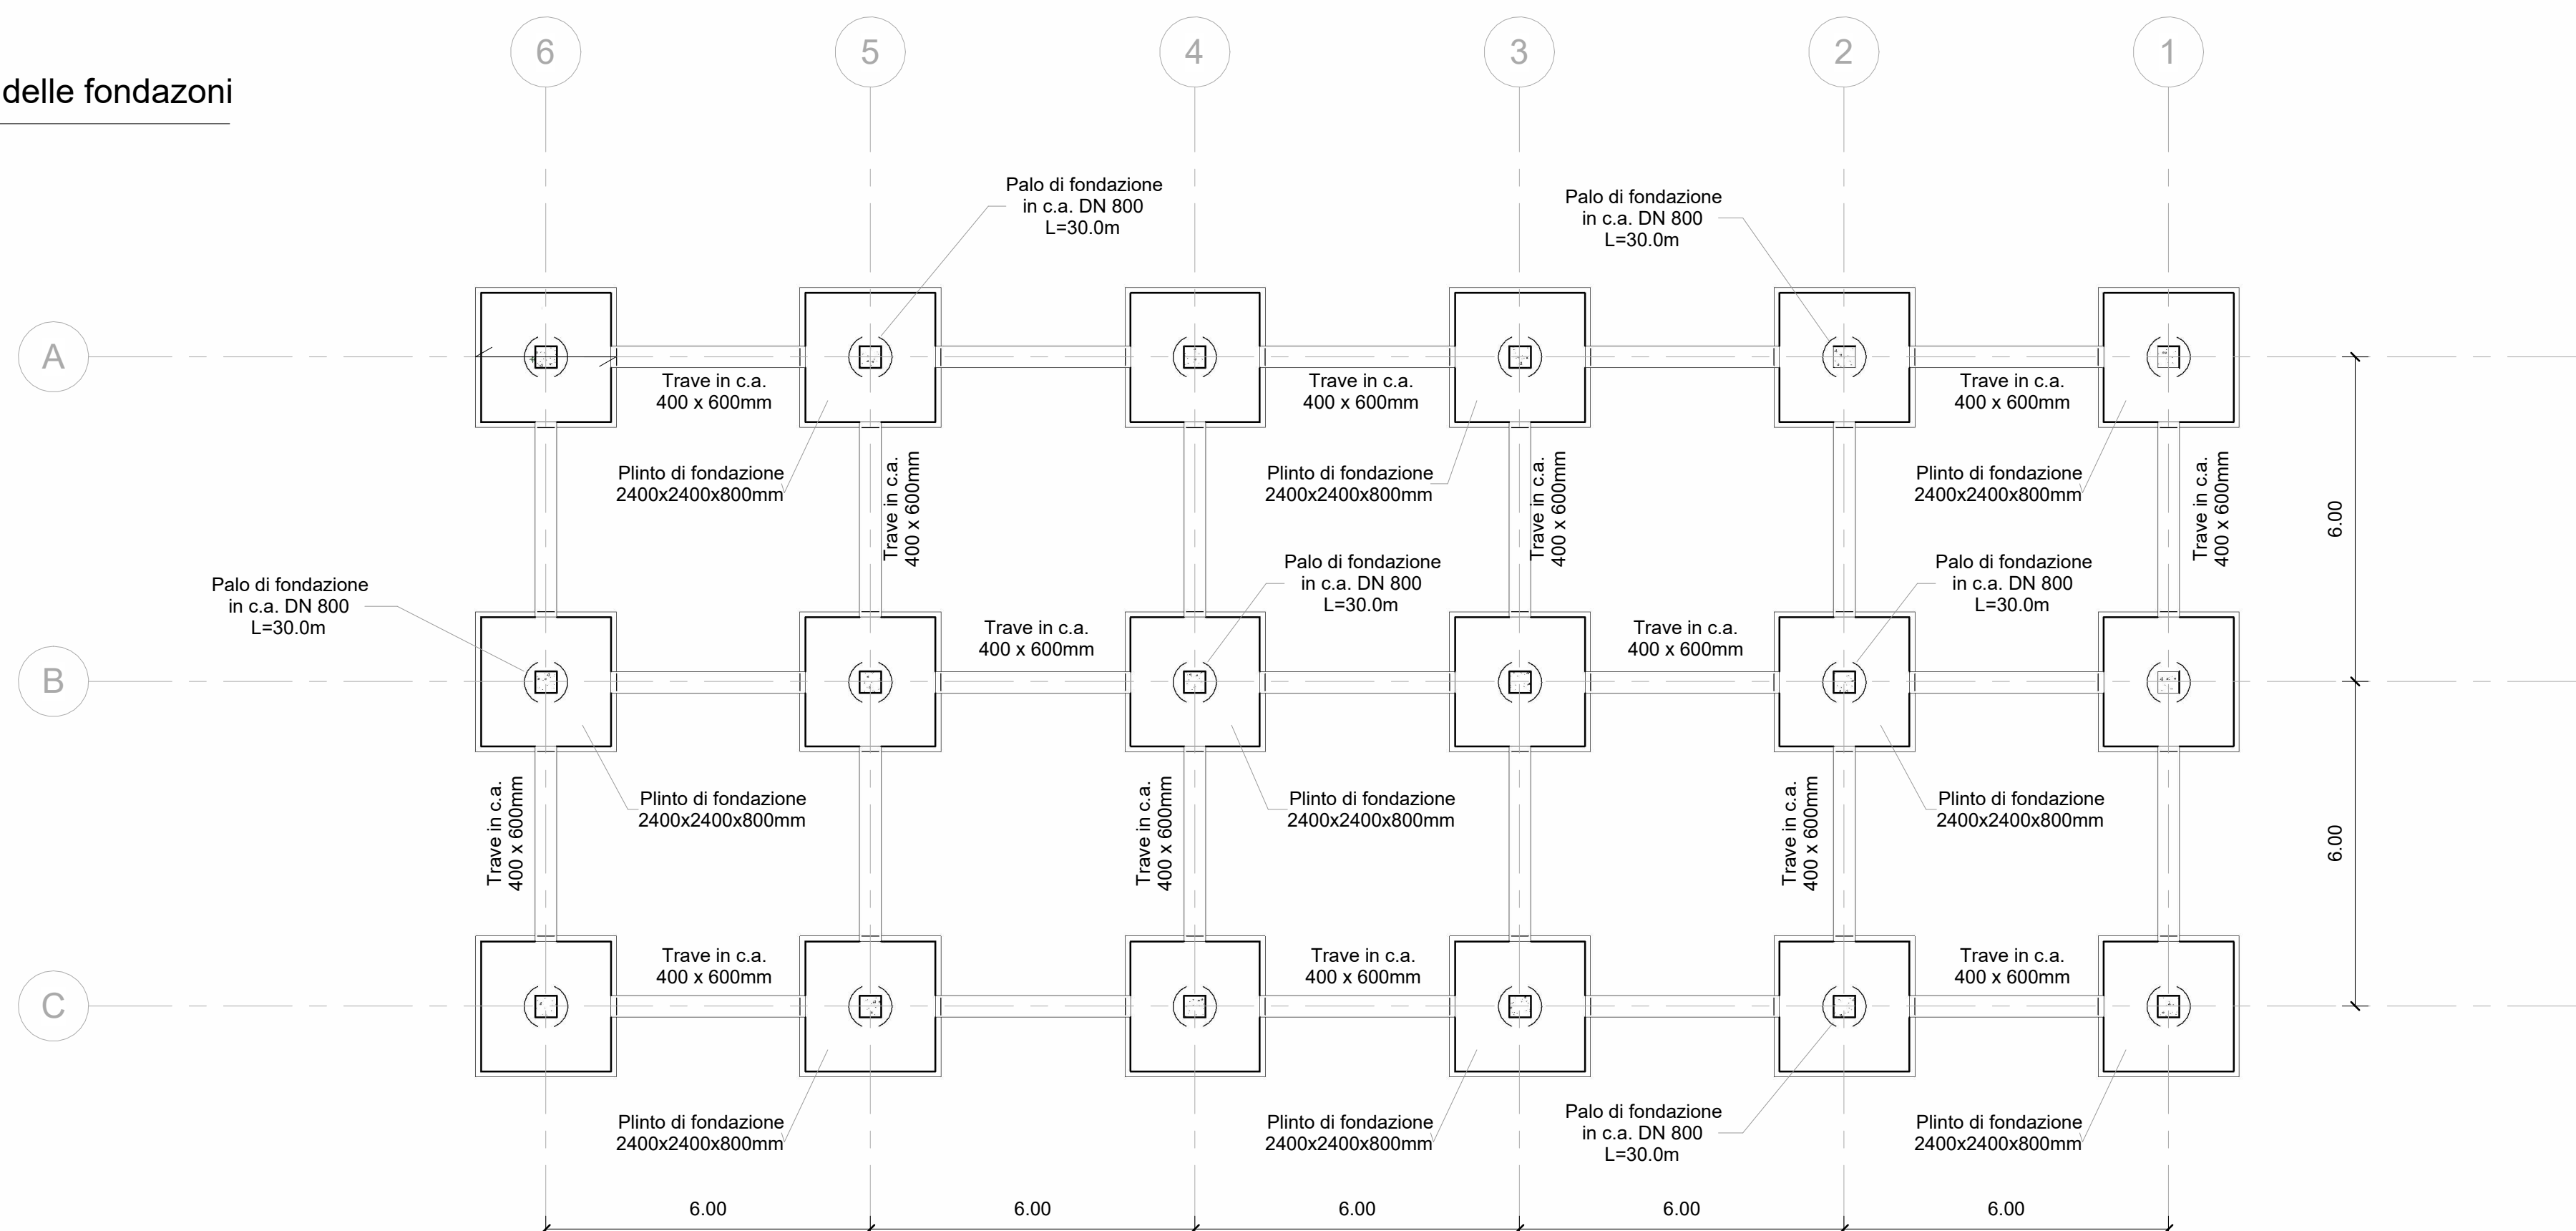 6
5
4
3
2
1
delle fondazoni
Palo di fondazione
in c.a. DN 800
L=30.0m
Palo di fondazione
in c.a. DN 800
L=30.0m
A
Trave in c.a.
400 x 600mm
Trave in c.a.
400 x 600mm
Trave in c.a.
400 x 600mm
Plinto di fondazione
2400x2400x800mm
Trave in c.a.
400 x 600mm
Plinto di fondazione
2400x2400x800mm
Trave in c.a.
400 x 600mm
Plinto di fondazione
2400x2400x800mm
Trave in c.a.
400 x 600mm
6.00
Palo di fondazione
in c.a. DN 800
L=30.0m
Palo di fondazione
in c.a. DN 800
L=30.0m
Palo di fondazione
in c.a. DN 800
L=30.0m
Trave in c.a.
400 x 600mm
Trave in c.a.
400 x 600mm
B
Trave in c.a.
400 x 600mm
Plinto di fondazione
2400x2400x800mm
Trave in c.a.
400 x 600mm
Plinto di fondazione
2400x2400x800mm
Trave in c.a.
400 x 600mm
Plinto di fondazione
2400x2400x800mm
6.00
Trave in c.a.
400 x 600mm
Trave in c.a.
400 x 600mm
Trave in c.a.
400 x 600mm
C
Plinto di fondazione
2400x2400x800mm
Plinto di fondazione
2400x2400x800mm
Palo di fondazione
in c.a. DN 800
L=30.0m
Plinto di fondazione
2400x2400x800mm
6.00
6.00
6.00
6.00
6.00